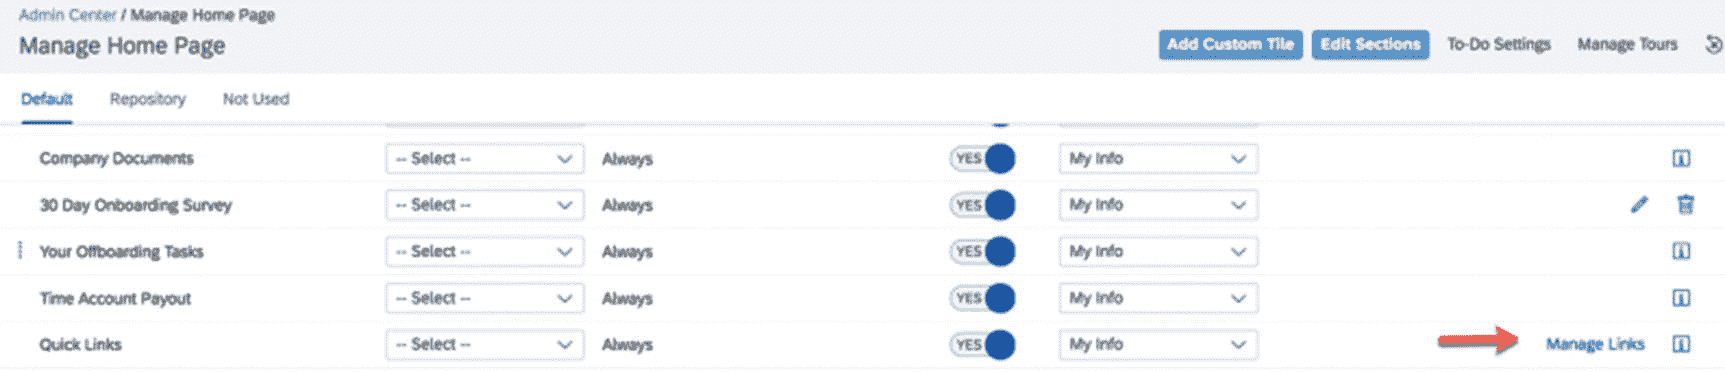 Admin Center / Manage Home Page
Manage Home Page
Add Custom Tile Edit Sections To-Do Settings Manage Tours
Default Repository Not Used
Company Documents -- Select -- Always YES My Info
30 Day Onboarding Survey -- Select -- Always YES My Info
Your Offboarding Tasks -- Select -- Always YES My Info
Time Account Payout -- Select -- Always YES My Info
Quick Links -- Select -- Always YES My Info Manage Links